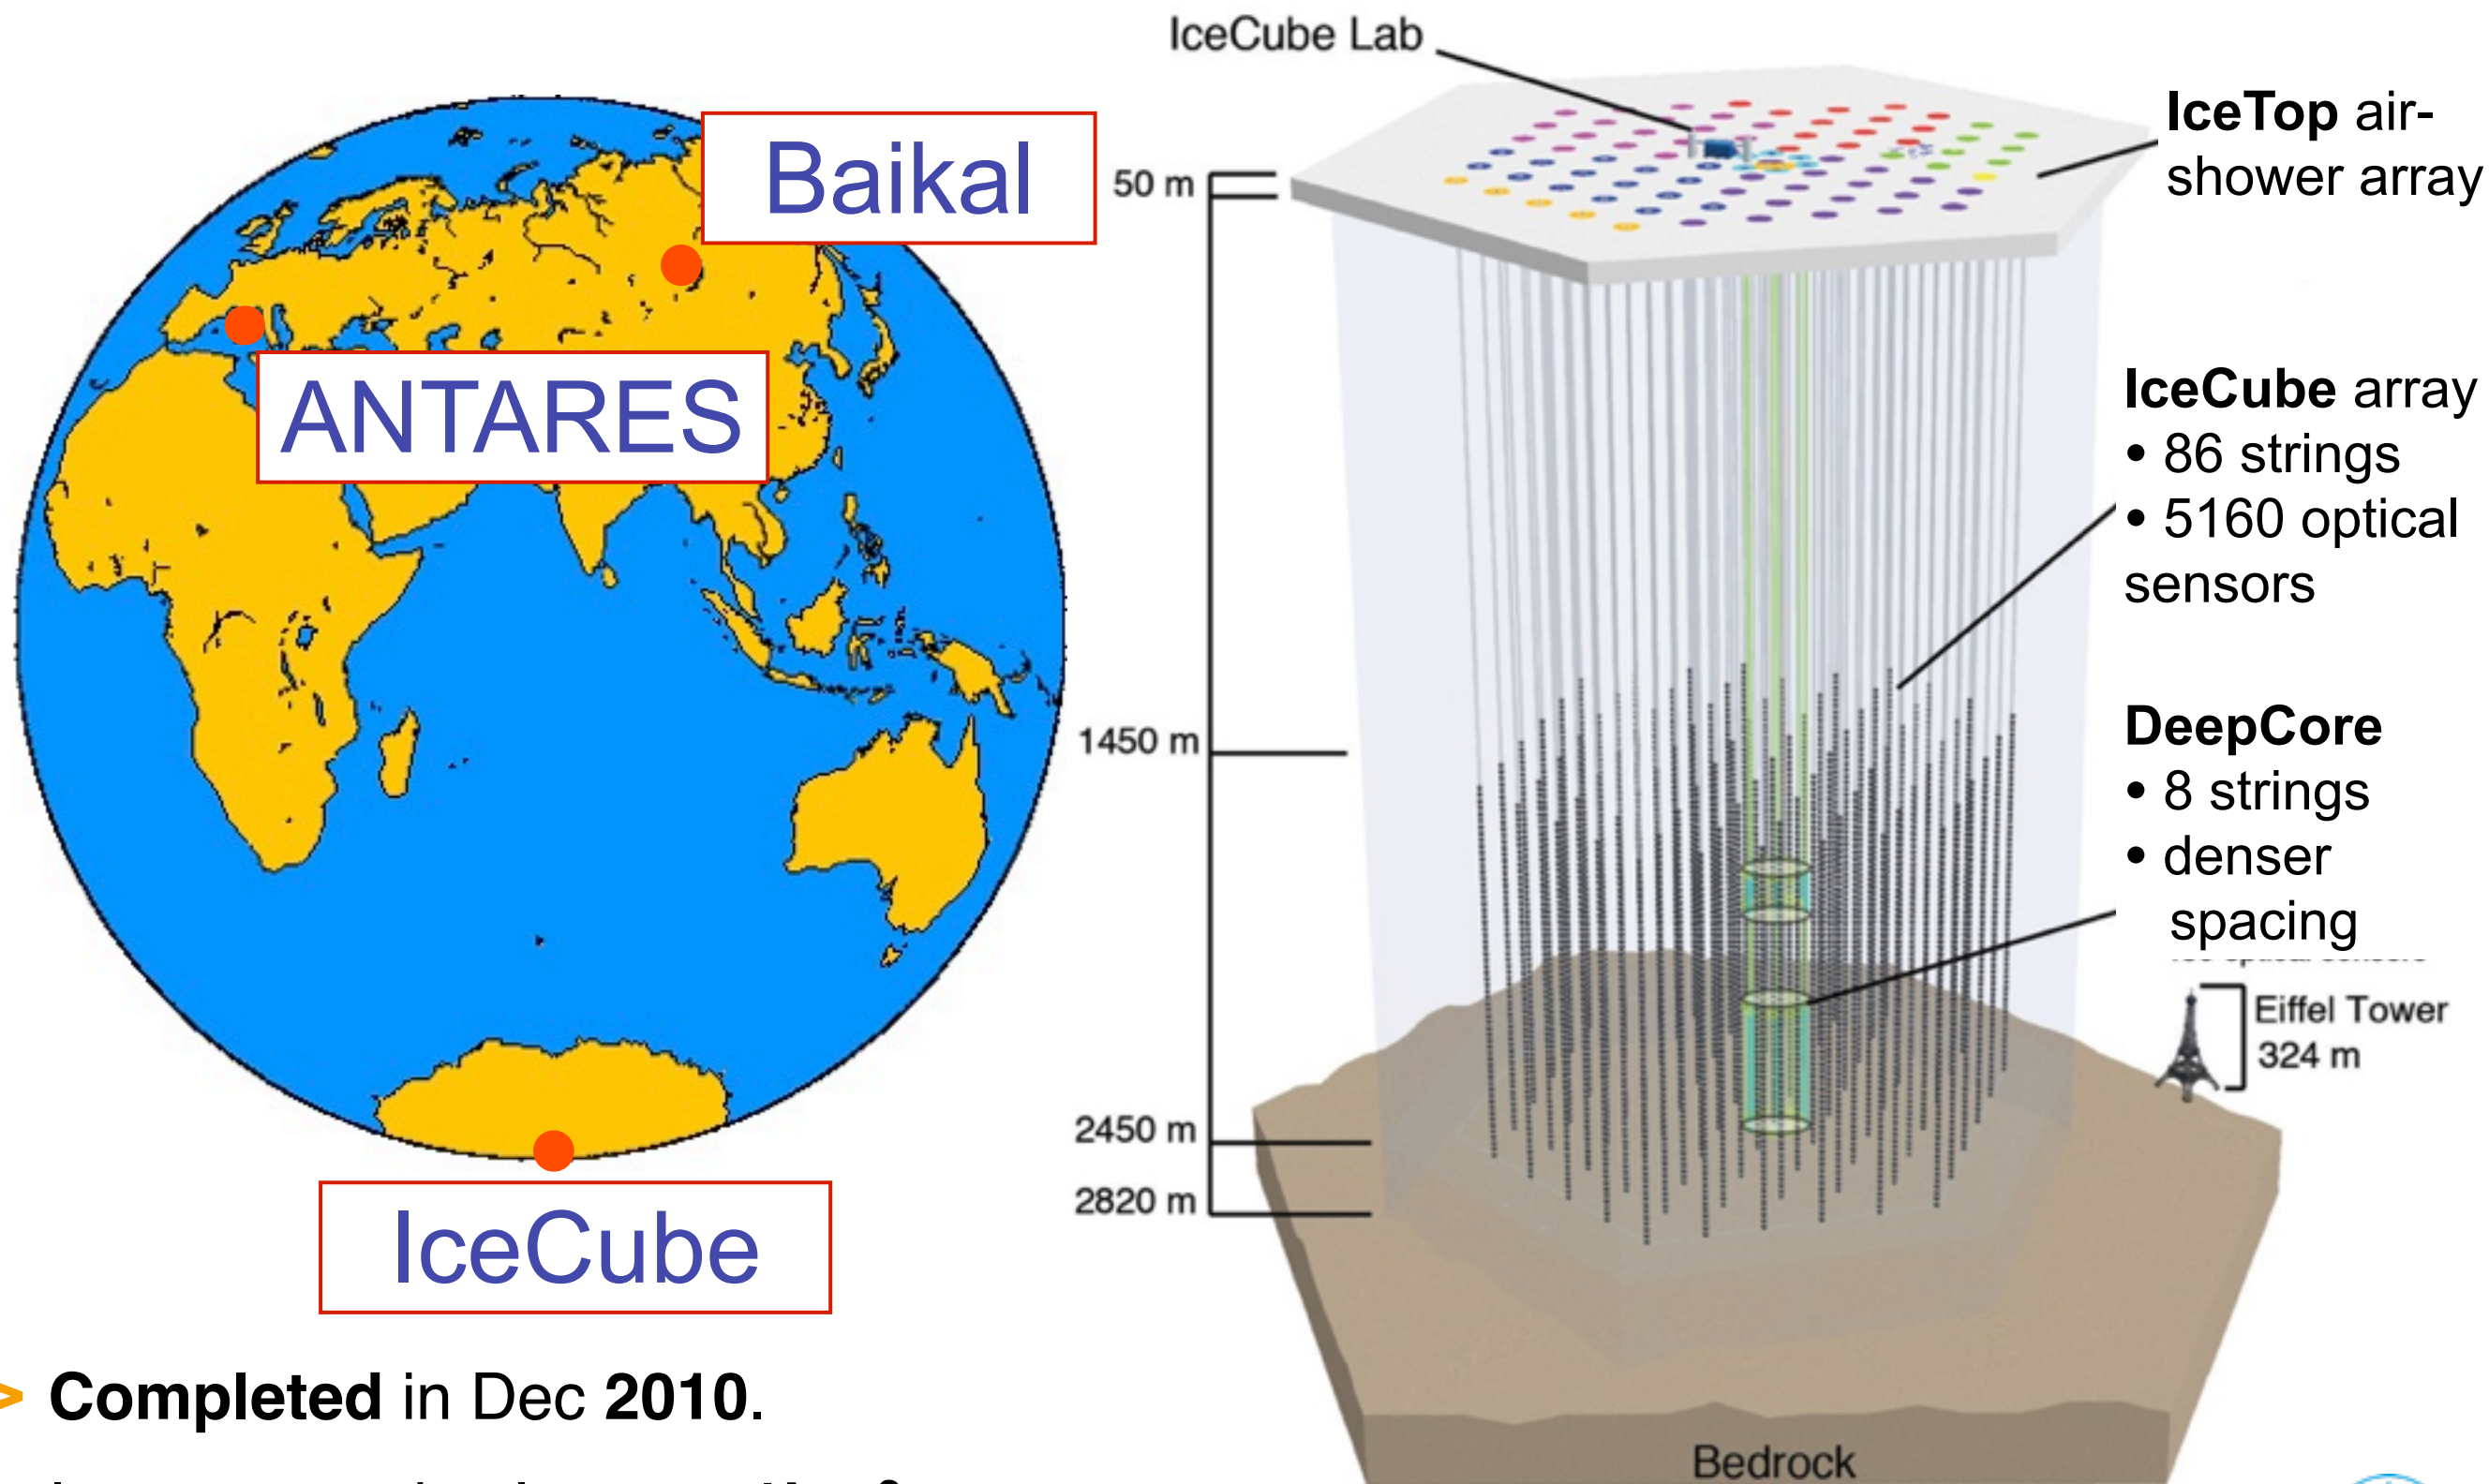 IceCube Lab
Baikal
ANTARES
IceCube
50 m
1450 m
2450 m
2820 m
IceTop air-
shower array
IceCube array
• 86 strings
• 5160 optical
sensors
DeepCore
• 8 strings
• denser
spacing
Eiffel Tower
324 m
Bedrock
> Completed in Dec 2010.